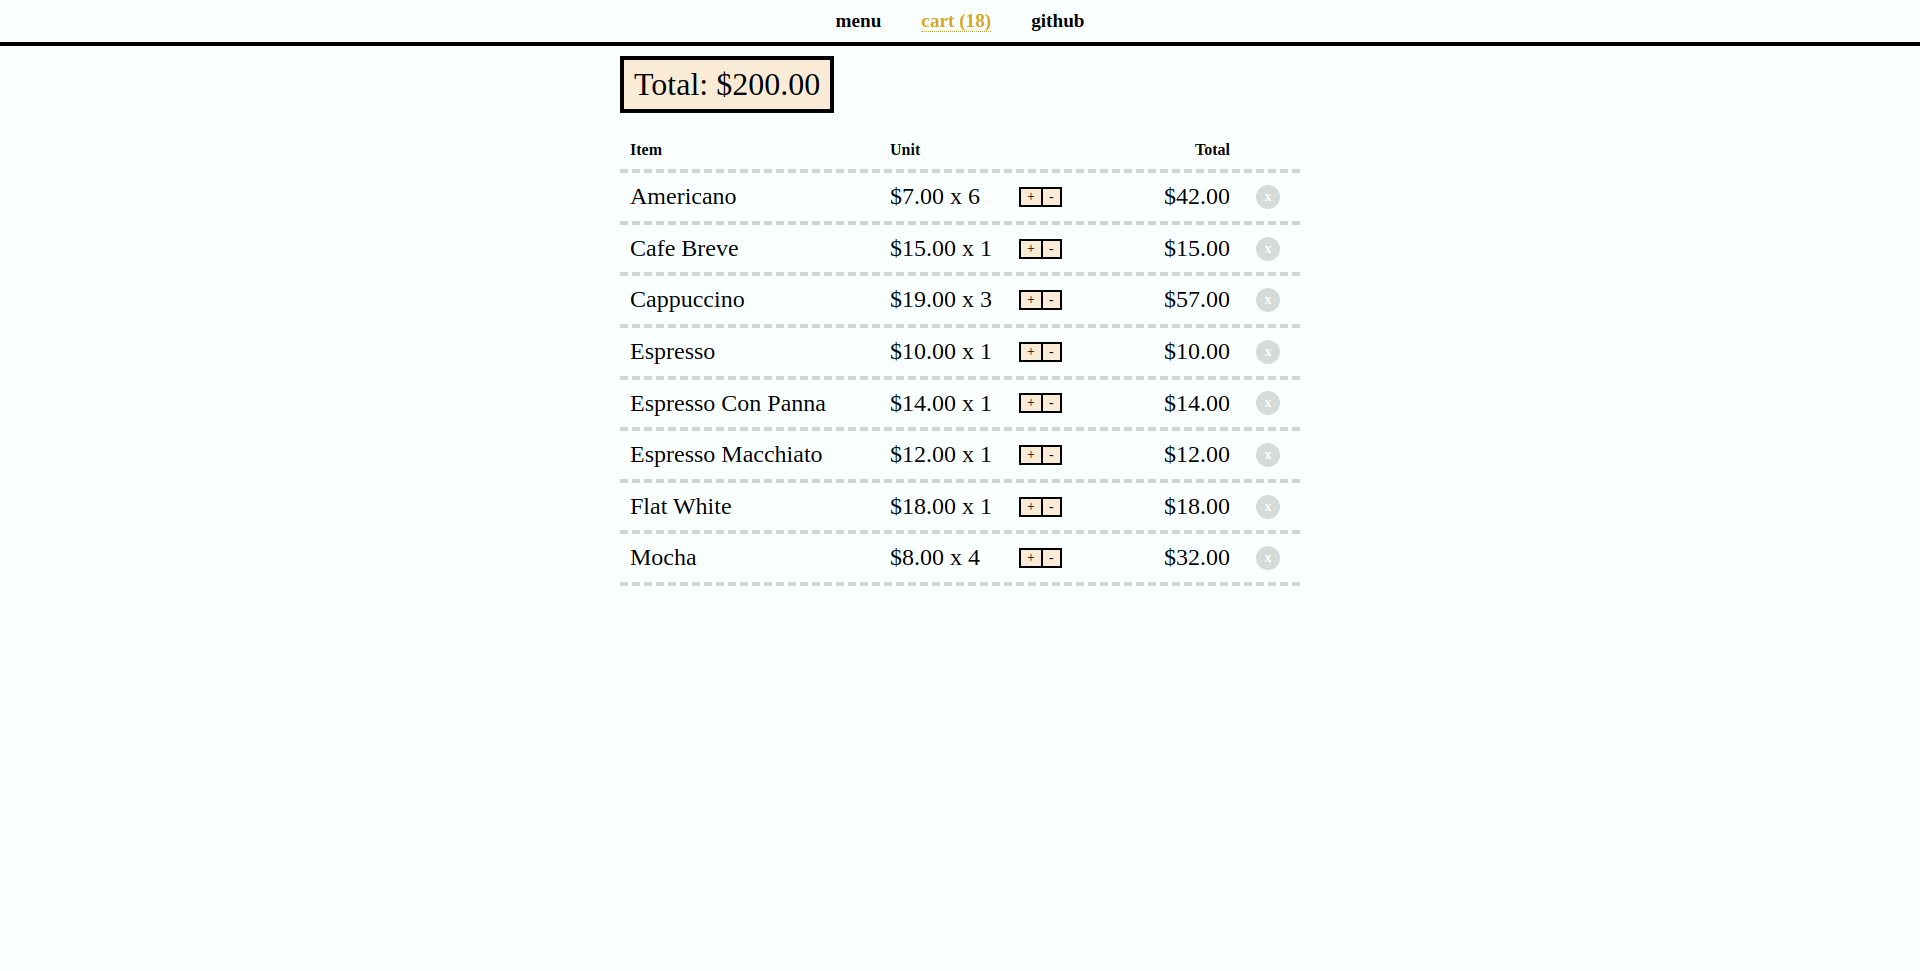 menu cart (18) github
Total: $200.00
Item Unit Total
Americano $7.00 x 6 + - $42.00 x
Cafe Breve $15.00 x 1 + - $15.00 x
Cappuccino $19.00 x 3 + - $57.00 x
Espresso $10.00 x 1 + - $10.00 x
Espresso Con Panna $14.00 x 1 + - $14.00 x
Espresso Macchiato $12.00 x 1 + - $12.00 x
Flat White $18.00 x 1 + - $18.00 x
Mocha $8.00 x 4 + - $32.00 x